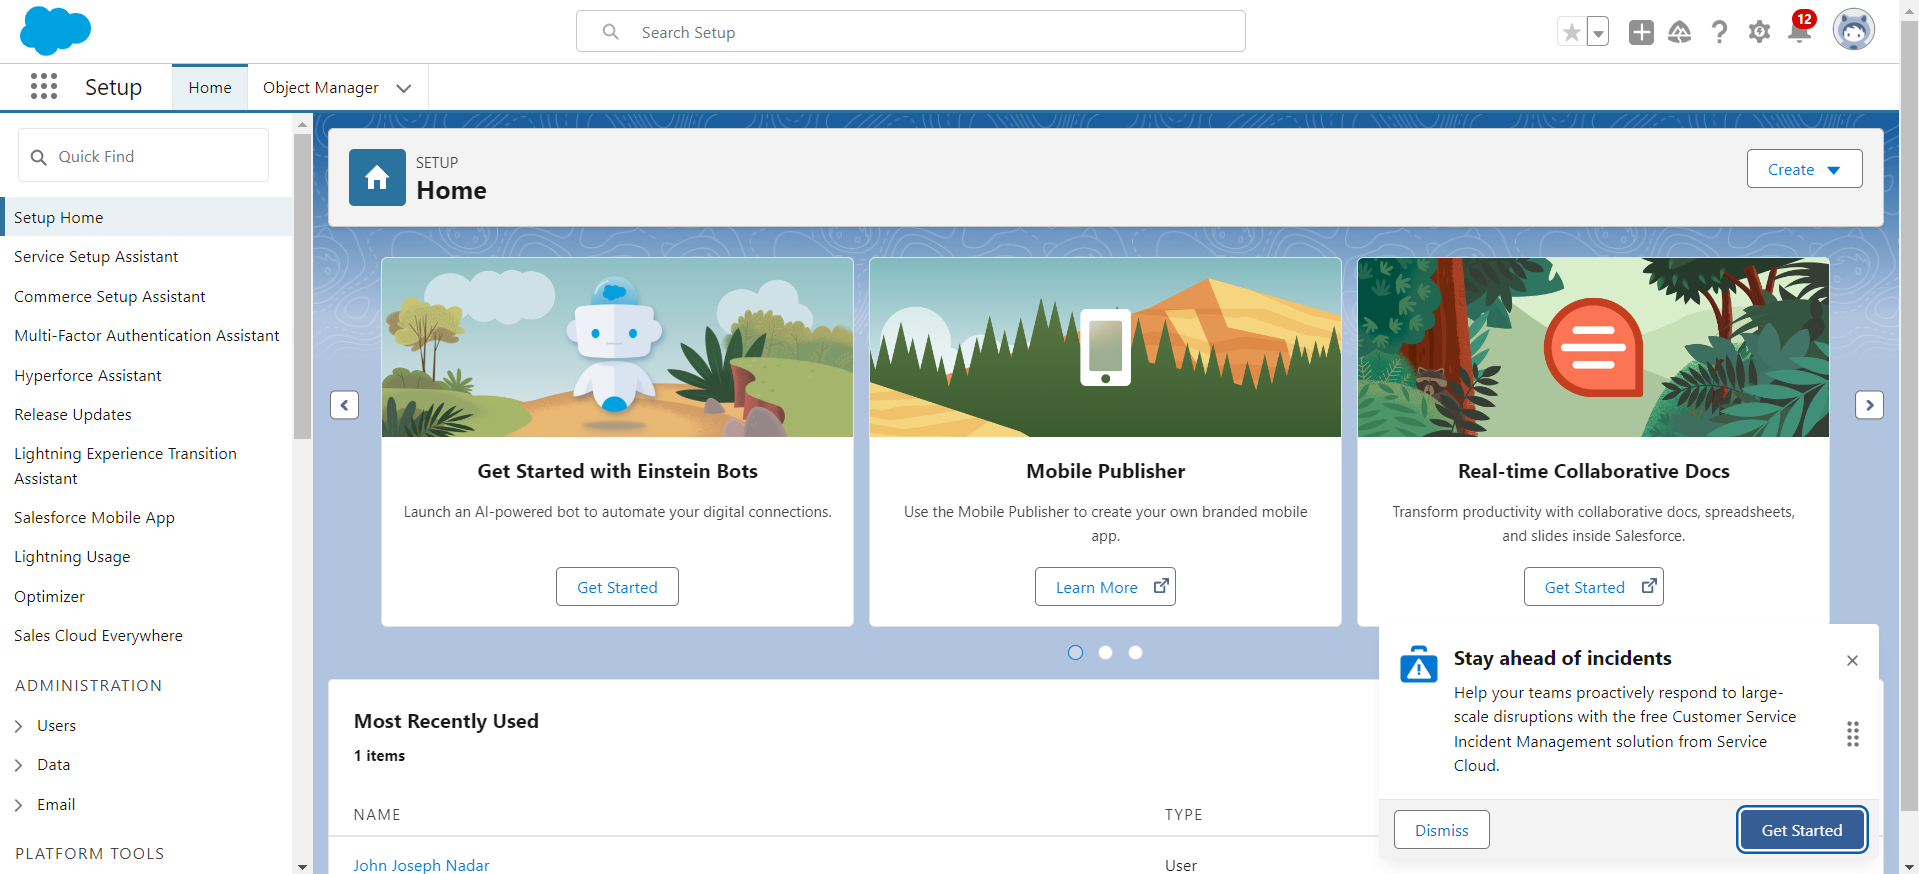 Search Setup
12
Setup
Home
Object Manager
Quick Find
Setup Home
Service Setup Assistant
Commerce Setup Assistant
Multi-Factor Authentication Assistant
Hyperforce Assistant
Release Updates
Lightning Experience Transition
Assistant
Salesforce Mobile App
Lightning Usage
Optimizer
Sales Cloud Everywhere
ADMINISTRATION
Users
Data
Email
PLATFORM TOOLS
SETUP
Home
Create
Get Started with Einstein Bots
Launch an AI-powered bot to automate your digital connections.
Get Started
Mobile Publisher
Use the Mobile Publisher to create your own branded mobile
app.
Learn More
Real-time Collaborative Docs
Transform productivity with collaborative docs, spreadsheets,
and slides inside Salesforce.
Get Started
Most Recently Used
1 items
NAME
TYPE
John Joseph Nadar
User
Stay ahead of incidents
Help your teams proactively respond to large-
scale disruptions with the free Customer Service
Incident Management solution from Service
Cloud.
Dismiss
Get Started